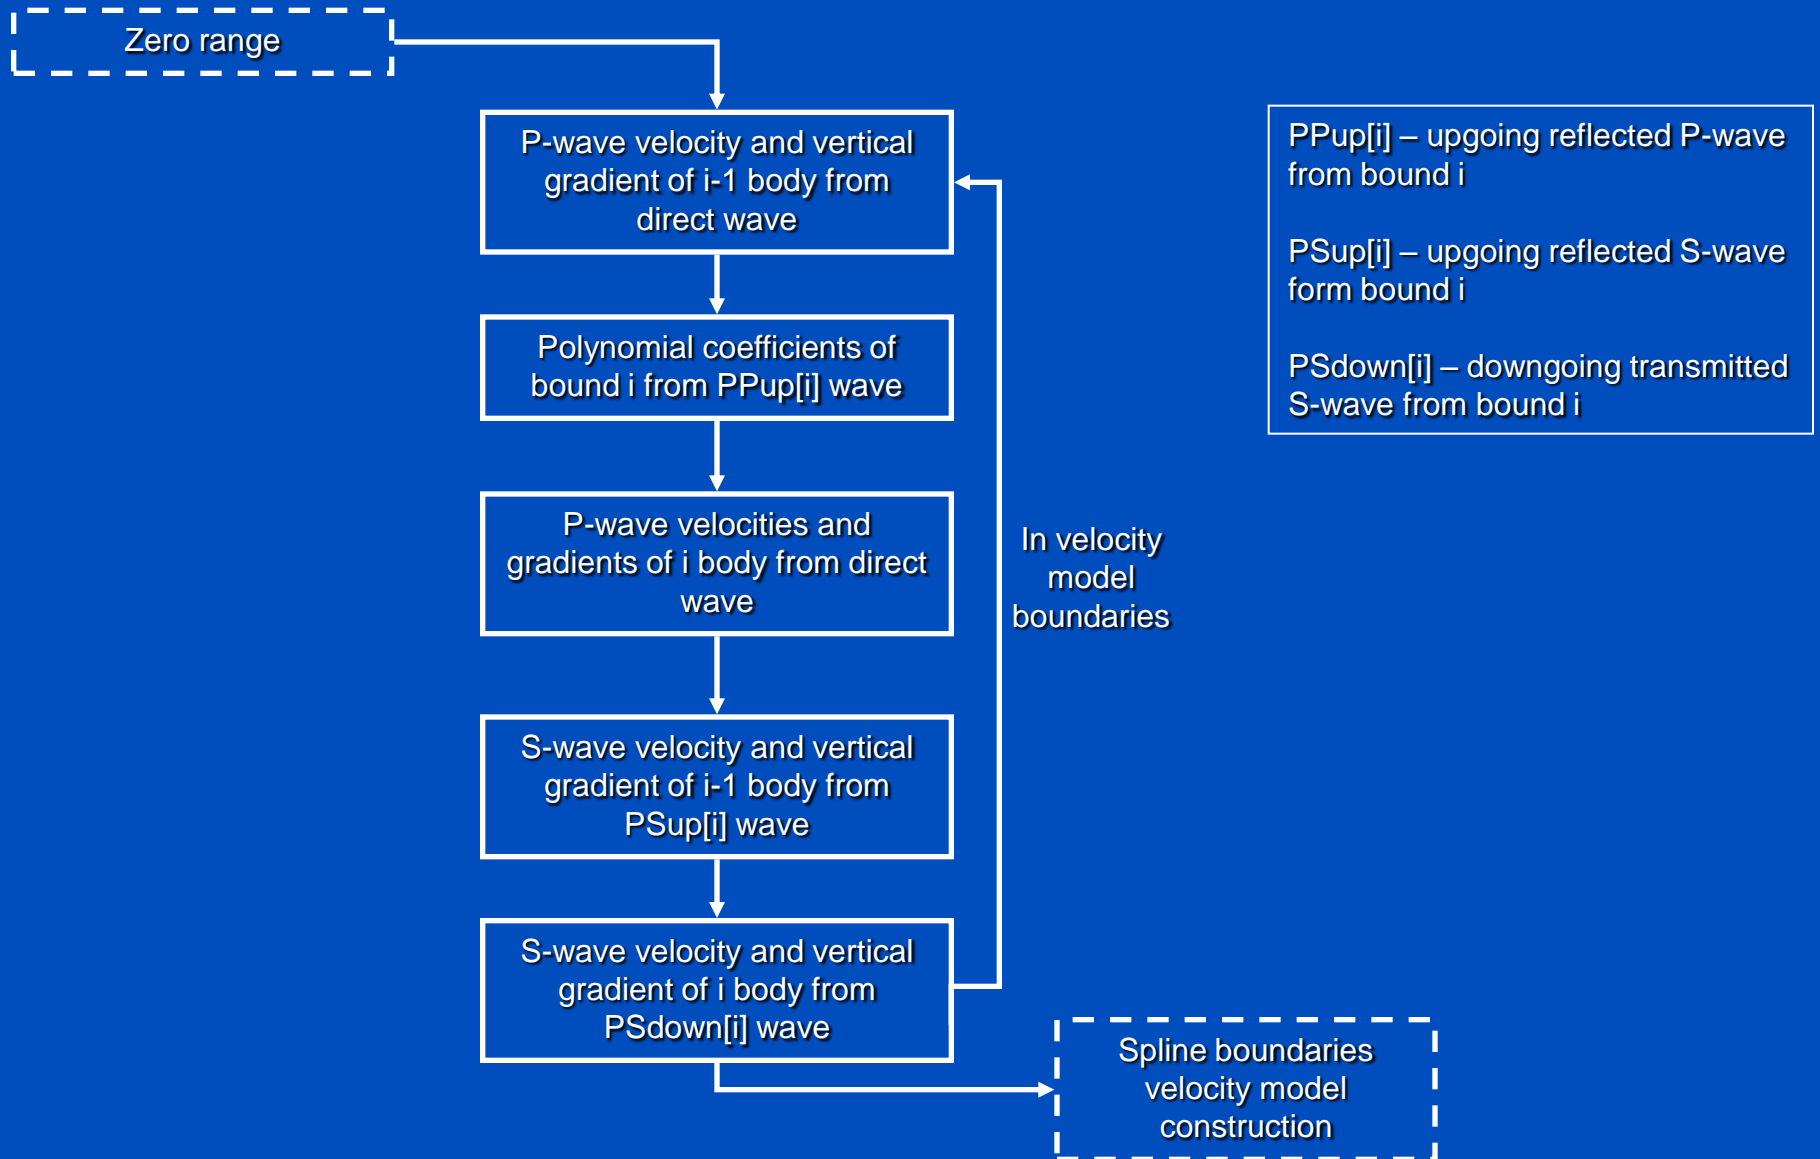 Zero range
P-wave velocity and vertical
gradient of i-1 body from
direct wave
Polynomial coefficients of
bound i from PPup[i] wave
P-wave velocities and
gradients of i body from direct
wave
S-wave velocity and vertical
gradient of i-1 body from
PSup[i] wave
S-wave velocity and vertical
gradient of i body from
PSdown[i] wave
In velocity
model
boundaries
Spline boundaries
velocity model
construction
PPup[i] – upgoing reflected P-wave
from bound i
PSup[i] – upgoing reflected S-wave
form bound i
PSdown[i] – downgoing transmitted
S-wave from bound i